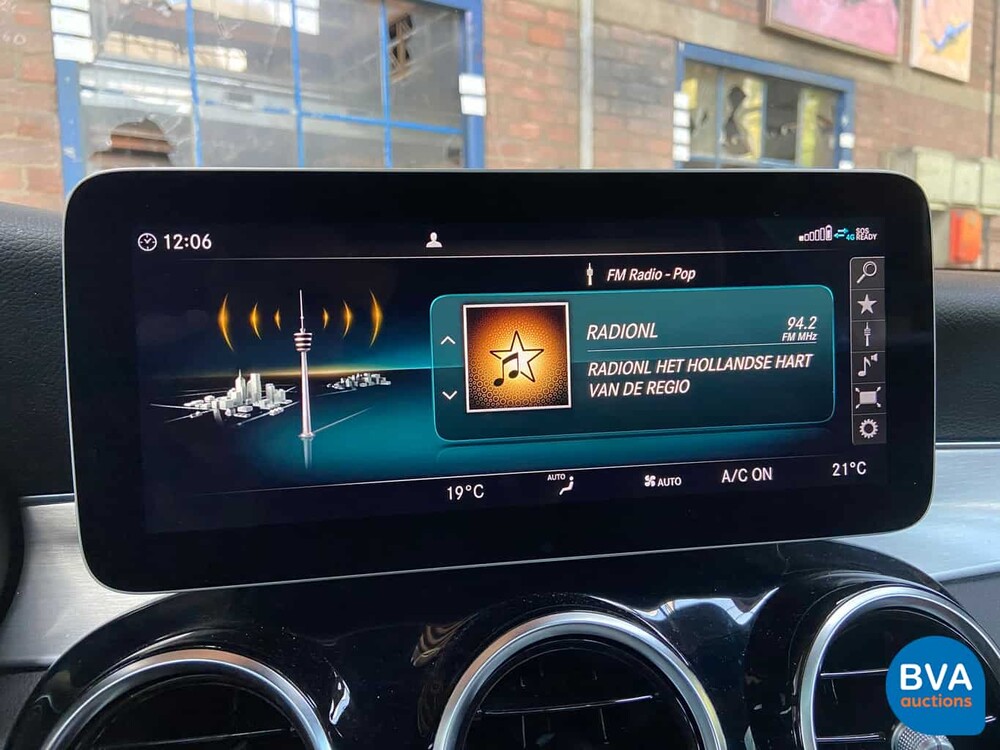 12:06
4G SOS READY
FM Radio - Pop
RADIONL
94.2
FM MHz
RADIONL HET HOLLANDSE HART
VAN DE REGIO
19°C
AUTO
AUTO
A/C ON
21°C
BVA
auctions